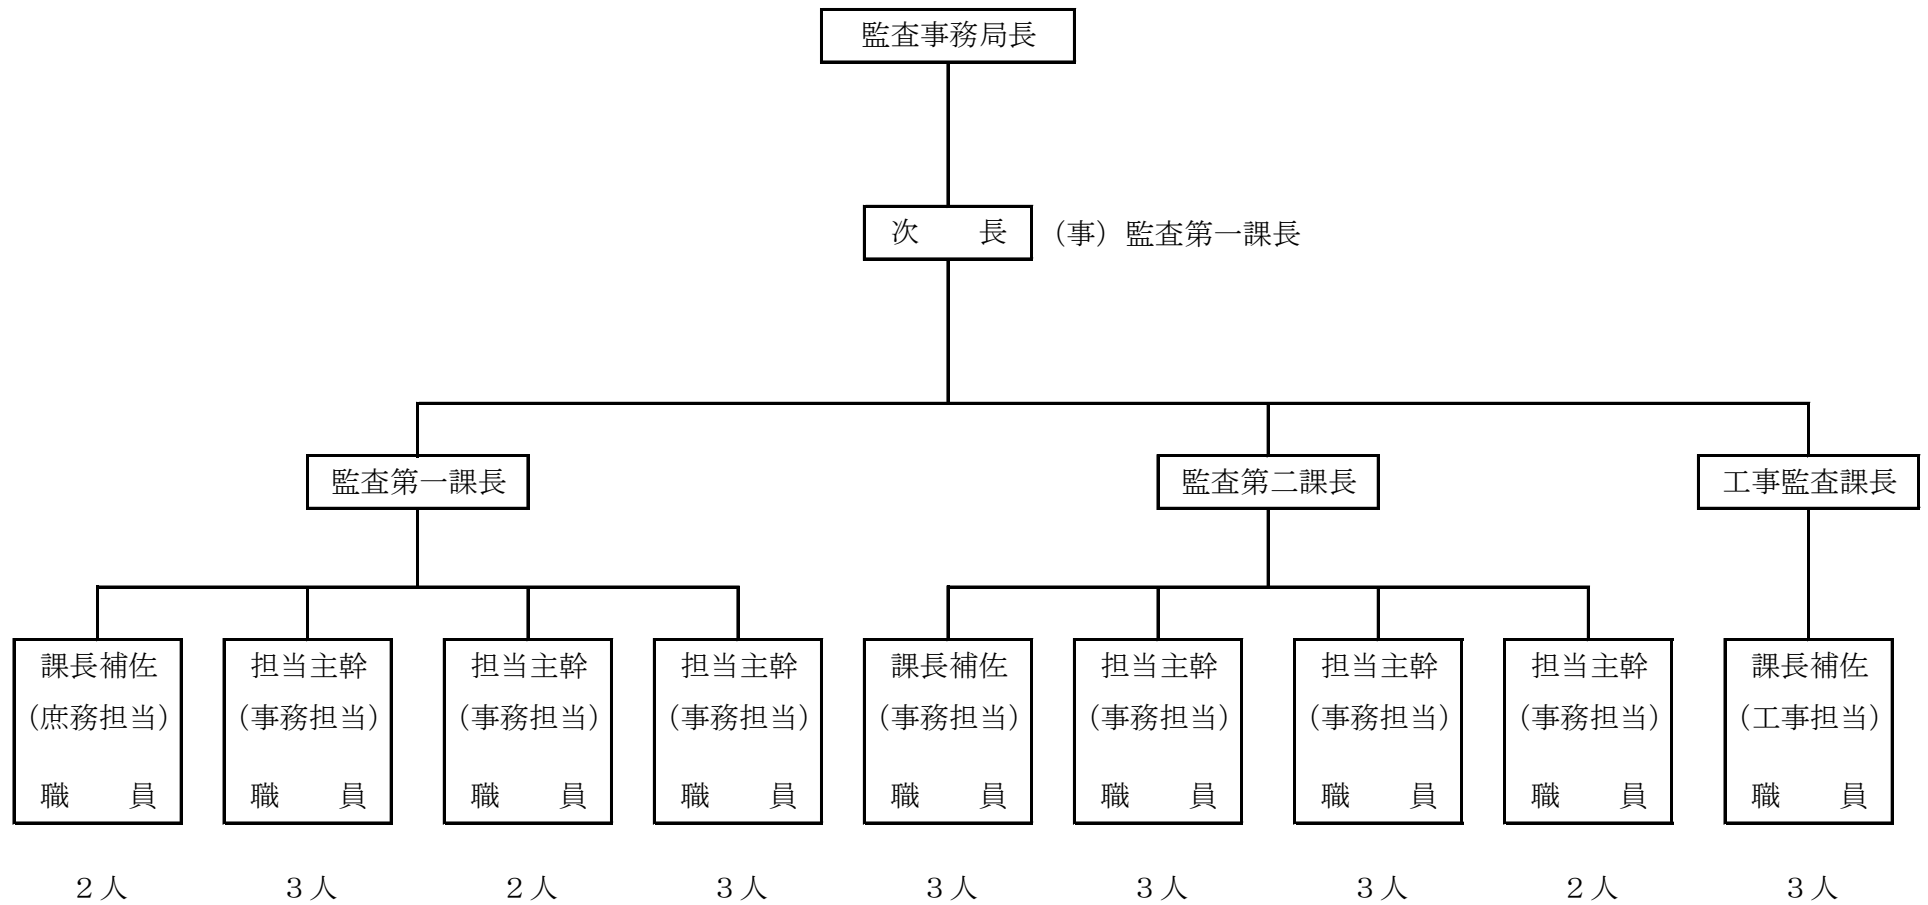 監査事務局長
次　　長 （事）監査第一課長
監査第一課長 監査第二課長 工事監査課長
課長補佐 担当主幹 担当主幹 担当主幹 課長補佐 担当主幹 担当主幹 担当主幹 課長補佐
（庶務担当） （事務担当） （事務担当） （事務担当） （事務担当） （事務担当） （事務担当） （事務担当） （工事担当）
職　　員 職　　員 職　　員 職　　員 職　　員 職　　員 職　　員 職　　員 職　　員
２人 ３人 ２人 ３人 ３人 ３人 ３人 ２人 ３人